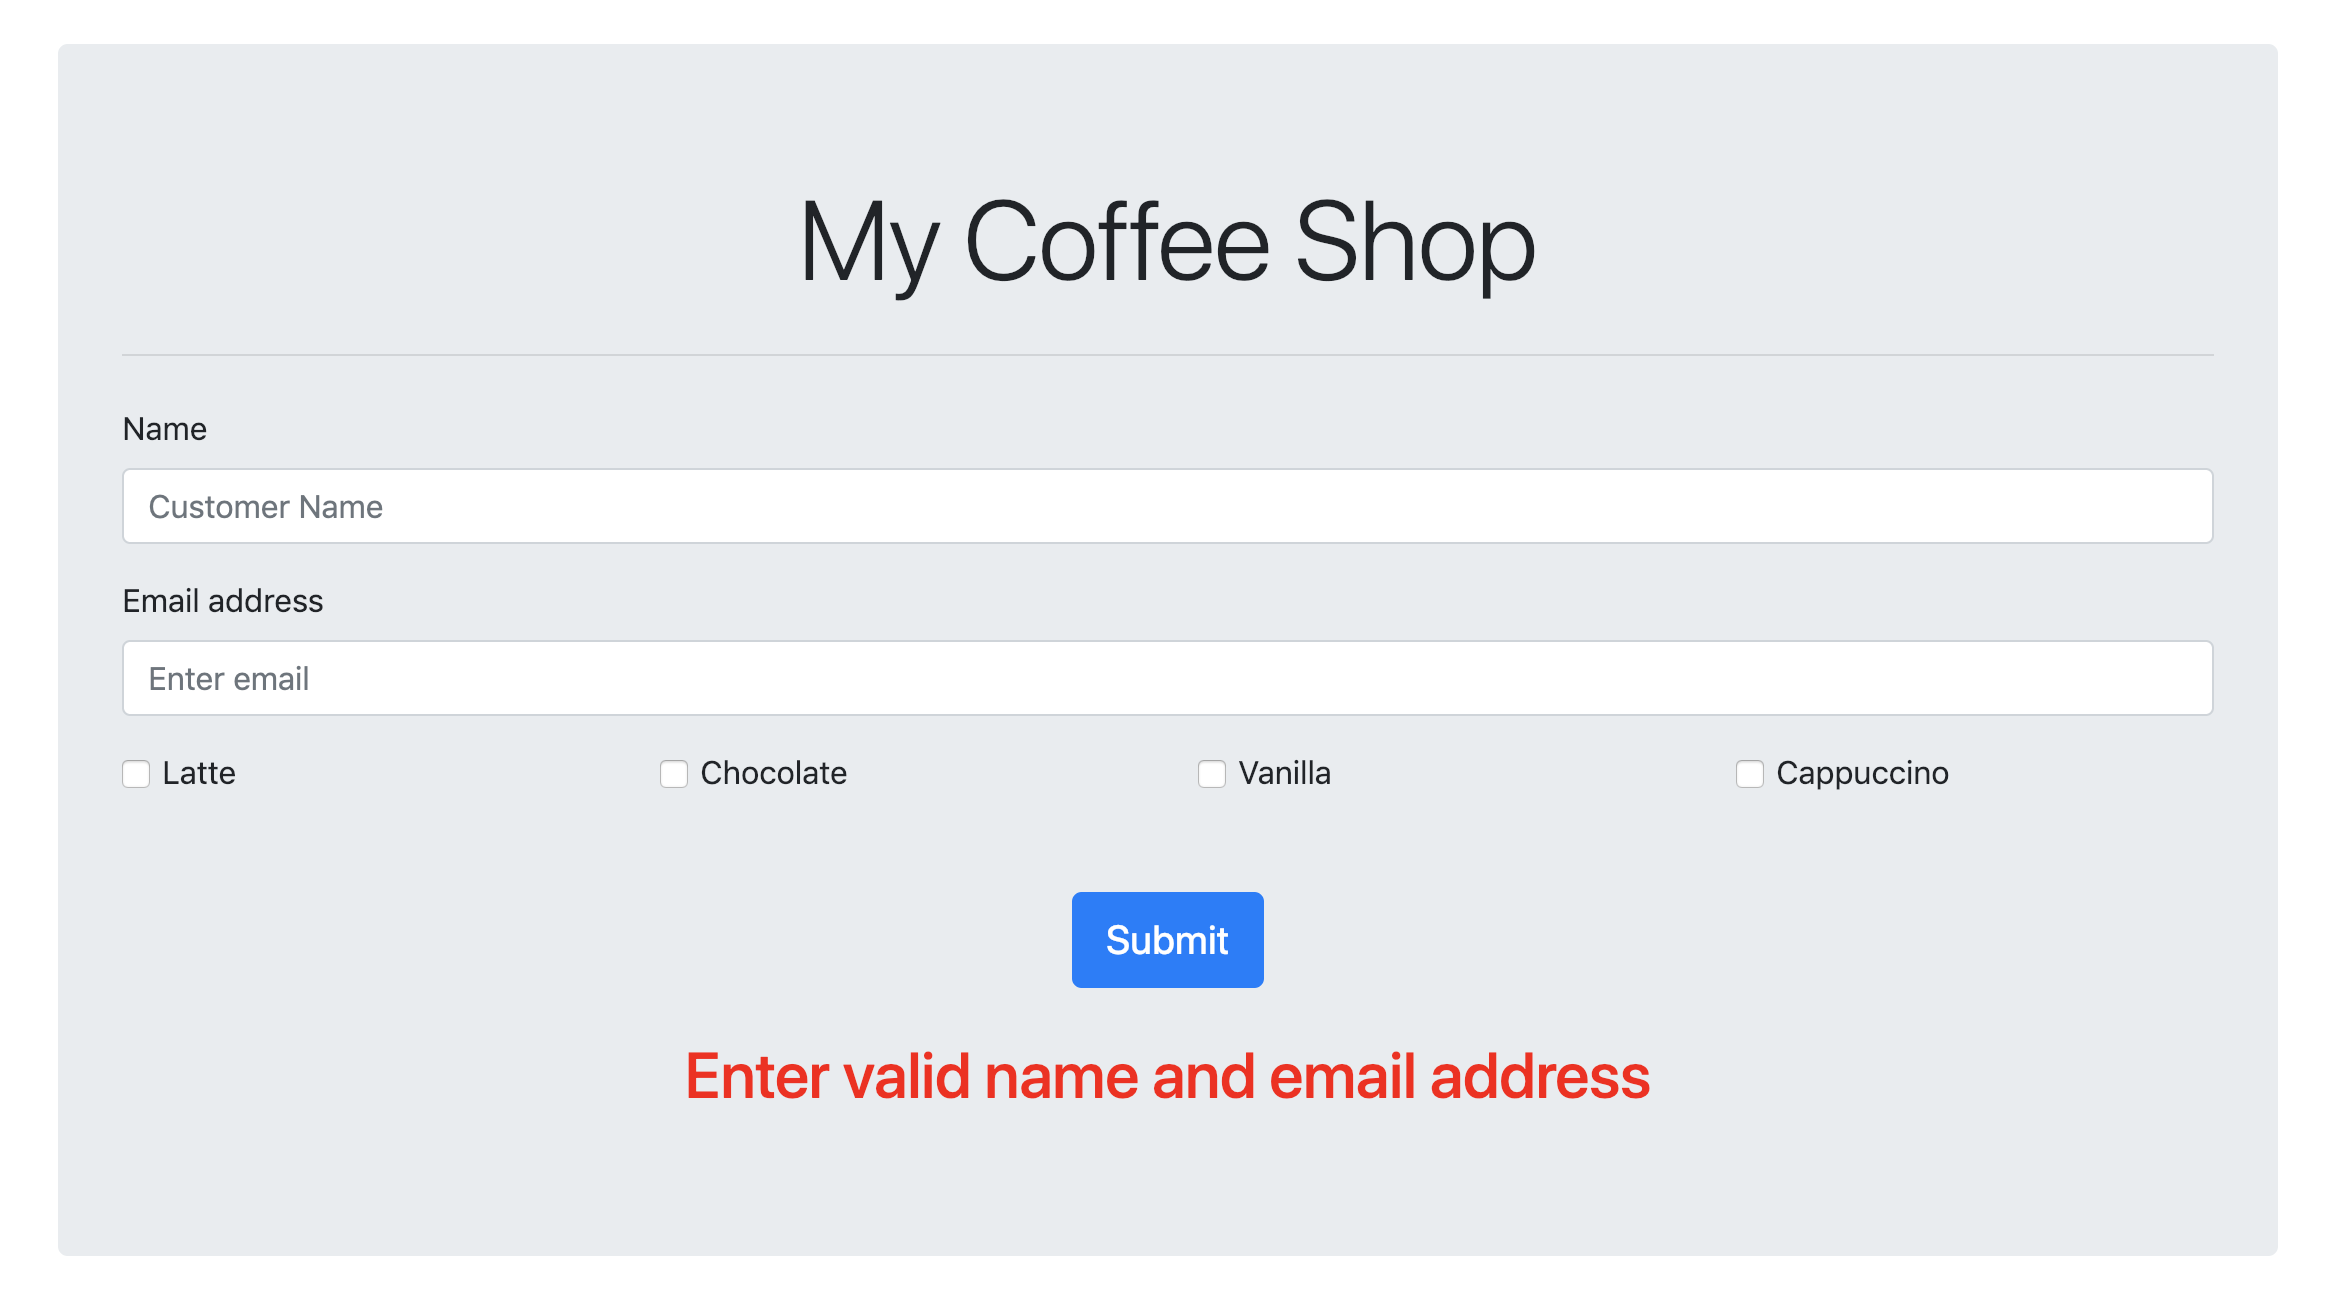 My Coffee Shop
Name
Customer Name
Email address
Enter email
Latte Chocolate Vanilla Cappuccino
Submit
Enter valid name and email address